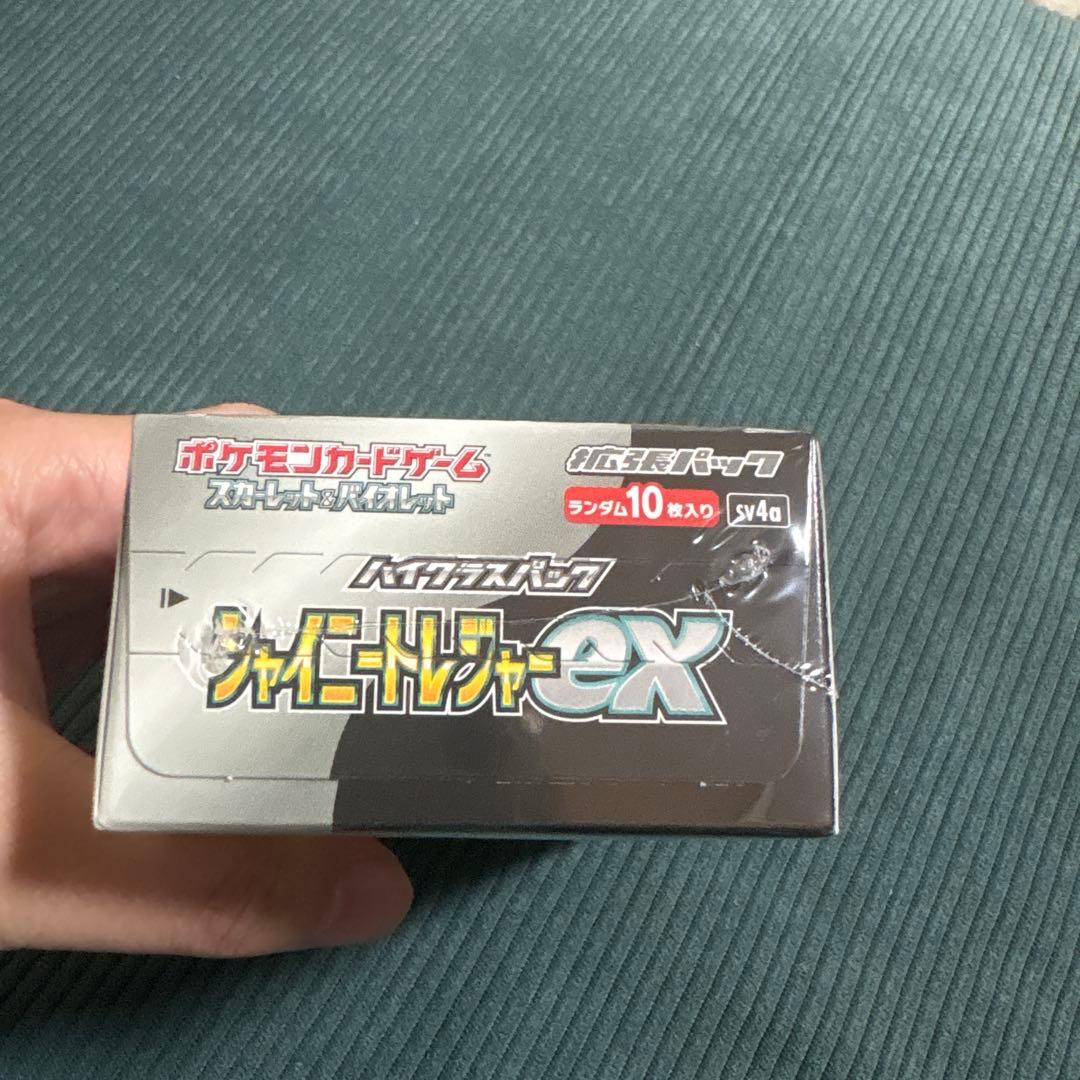 ポケモンカードゲーム
スカーレット&バイオレット
拡張パック
ランダム10枚入り sv4a
ハイクラスパック
シャイニートレジャーex